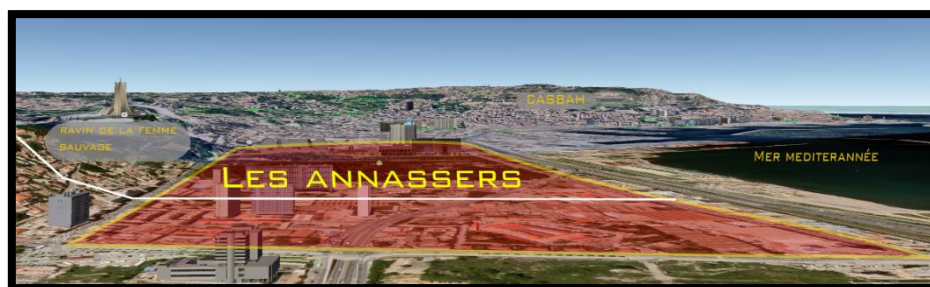 CASBAH
RAVIN DE LA FEMME
SAUVAGE
MER MEDITERANNÉE
LES ANNASSERS